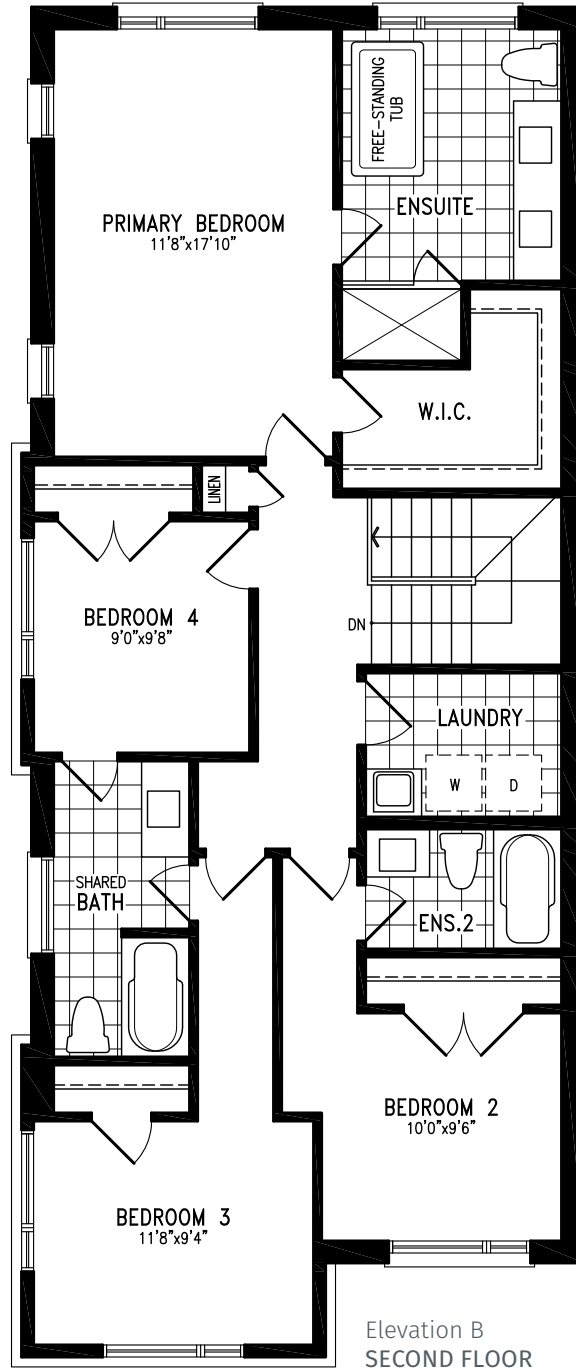 FREE-STANDING
TUB
ENSUITE
PRIMARY BEDROOM
11'8"x17'10"
W.I.C.
LINEN
BEDROOM 4
9'0"x9'8"
DN
LAUNDRY
W
D
SHARED
BATH
ENS.2
BEDROOM 2
10'0"x9'6"
BEDROOM 3
11'8"x9'4"
Elevation B
SECOND FLOOR